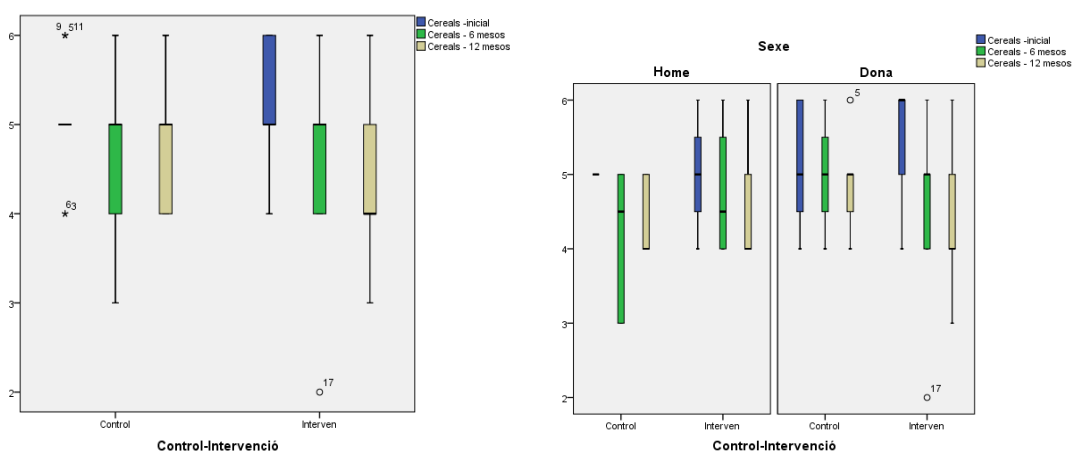 Cereals -inicial
Cereals - 6 mesos
Cereals - 12 mesos
6
5
4
3
2
9 511
63
17
Control
Interven
Control-Intervenció
Cereals -inicial
Cereals - 6 mesos
Cereals - 12 mesos
Sexe
Home
Dona
6
5
4
3
2
5
17
Control
Interven
Control
Interven
Control-Intervenció